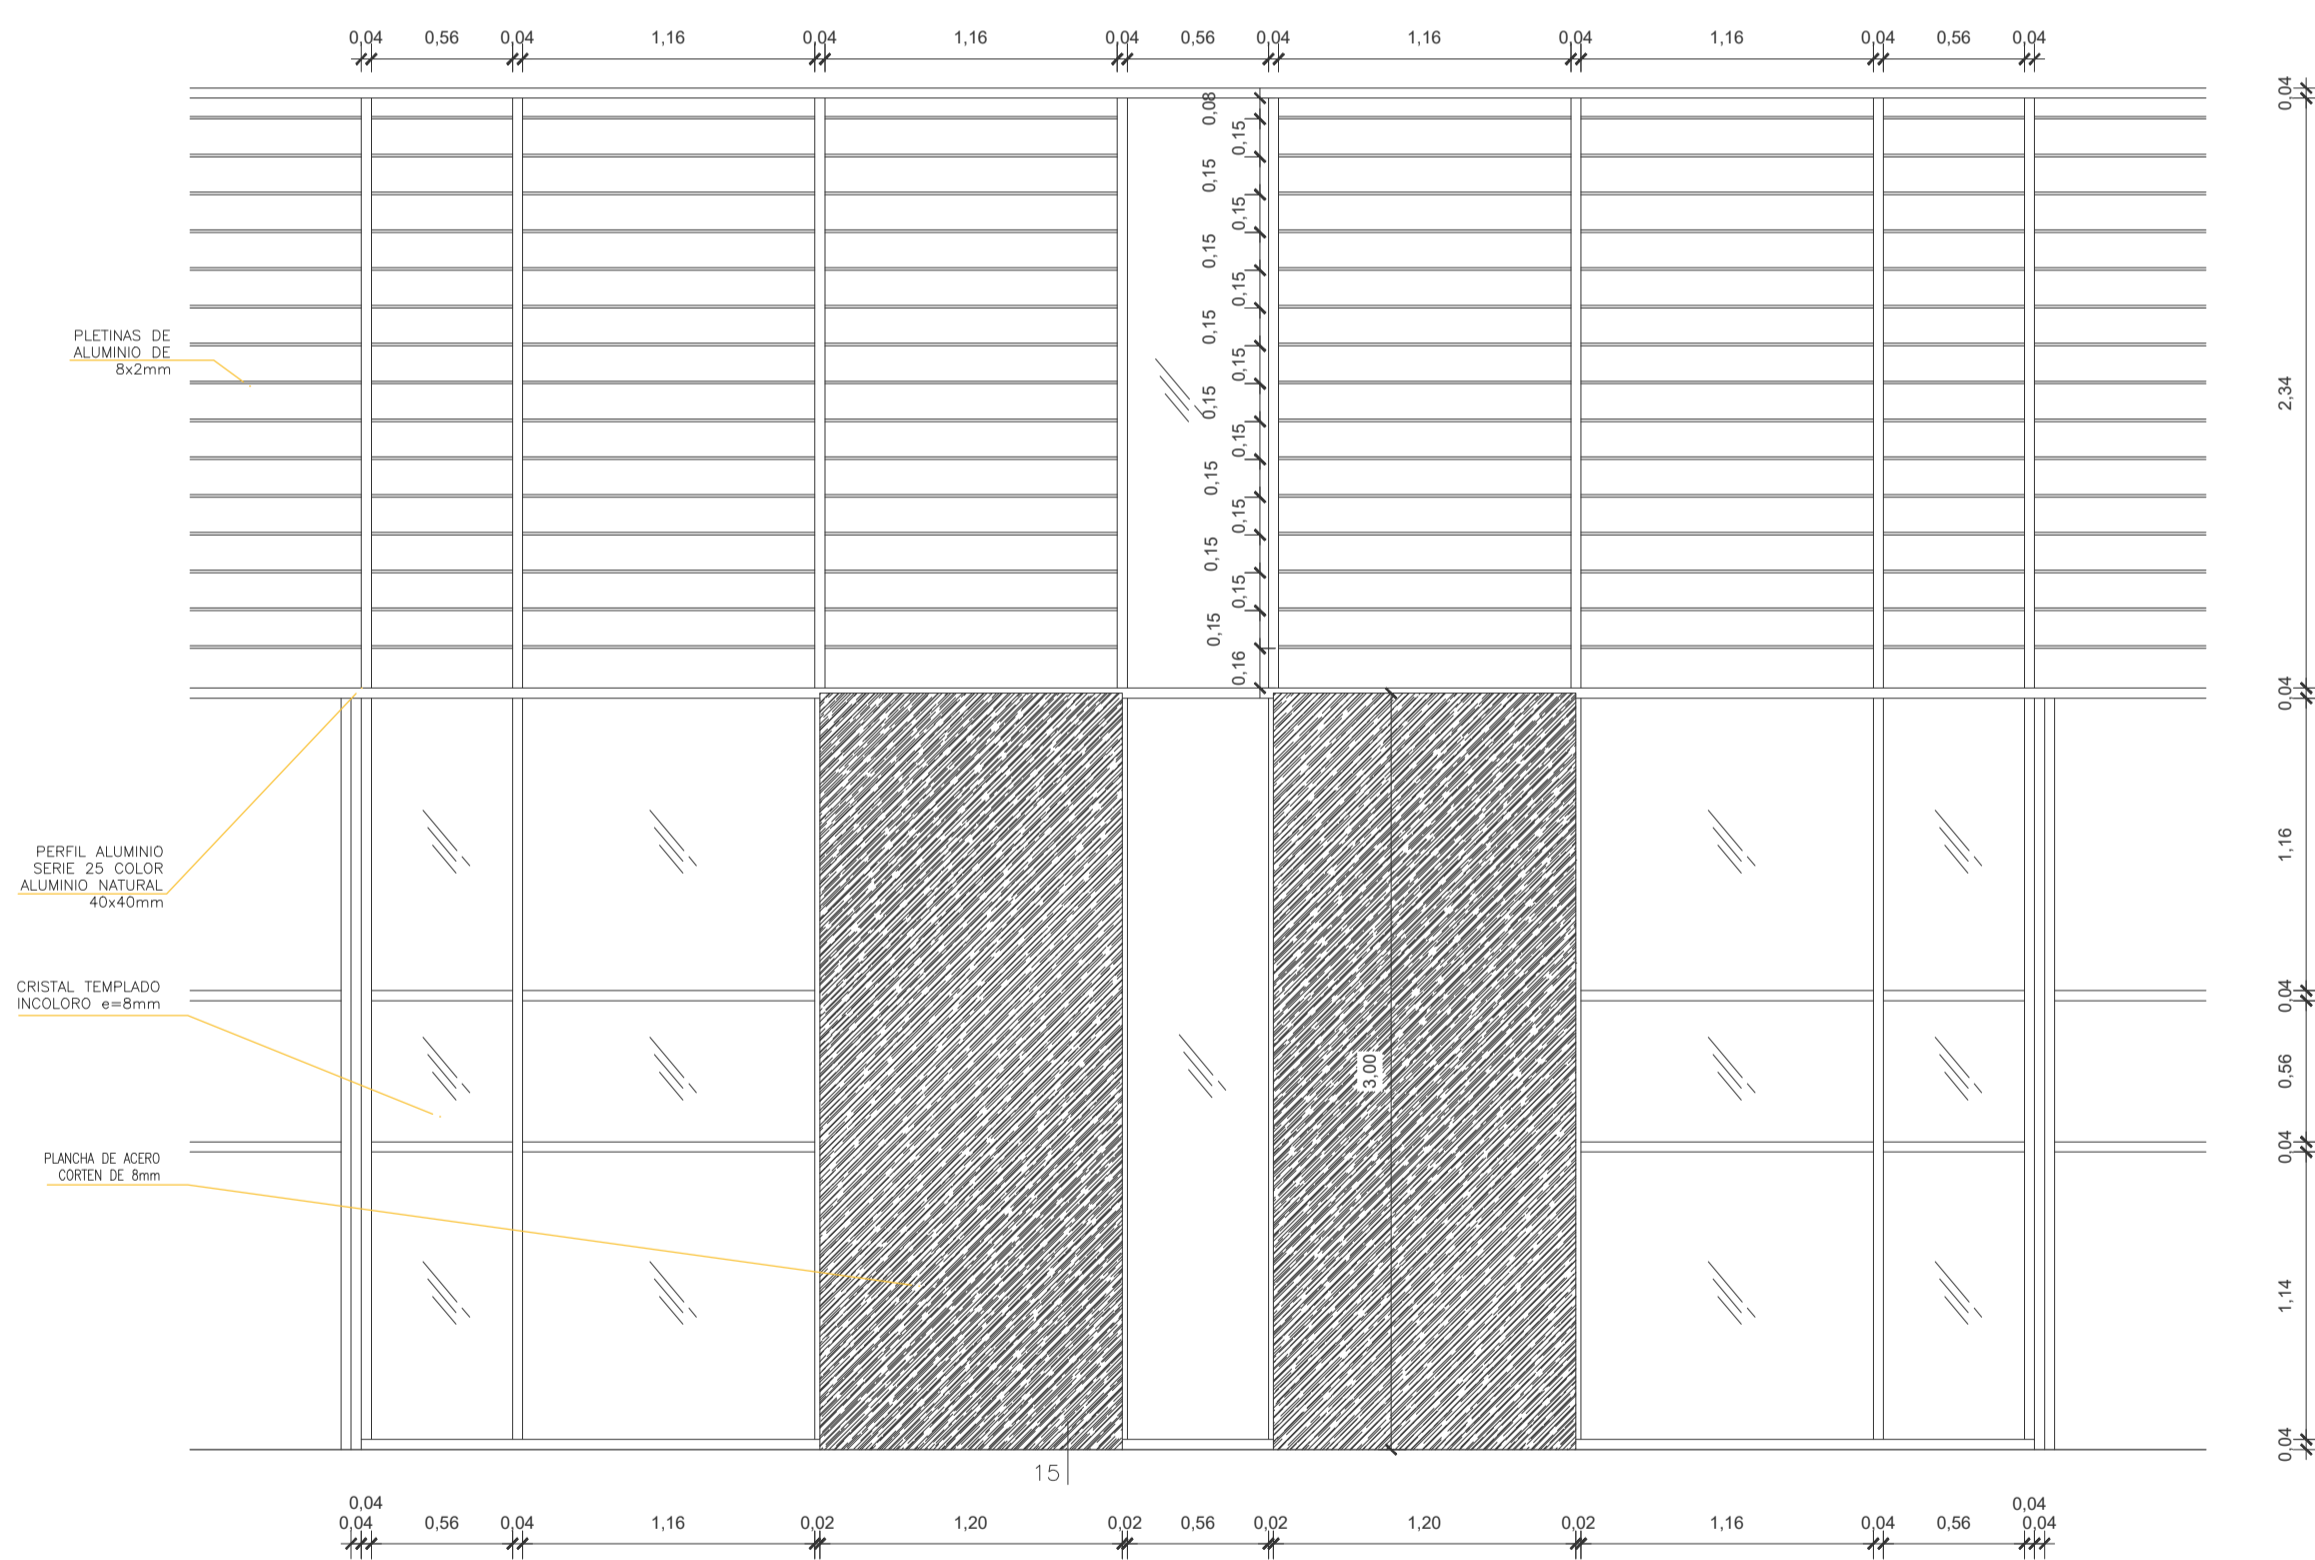 0,04 0,56 0,04 1,16 0,04 1,16 0,04 0,56 0,04 1,16 0,04 1,16 0,04 0,56 0,04
0,04
0,08
0,15
0,15
0,15
0,15
0,15
0,15
0,15
0,15
0,15
0,15
0,15
0,15
0,15
0,15
0,16
2,34
PLETINAS DE
ALUMINIO DE
8x2mm
0,04
PERFIL ALUMINIO
SERIE 25 COLOR
ALUMINIO NATURAL
40x40mm
1,16
CRISTAL TEMPLADO
INCOLORO e=8mm
0,04
3,00
0,56
0,04
PLANCHA DE ACERO
CORTEN DE 8mm
1,14
0,04
15
0,04 0,04
0,04 0,56 0,04 1,16 0,02 1,20 0,02 0,56 0,02 1,20 0,02 1,16 0,04 0,56 0,04